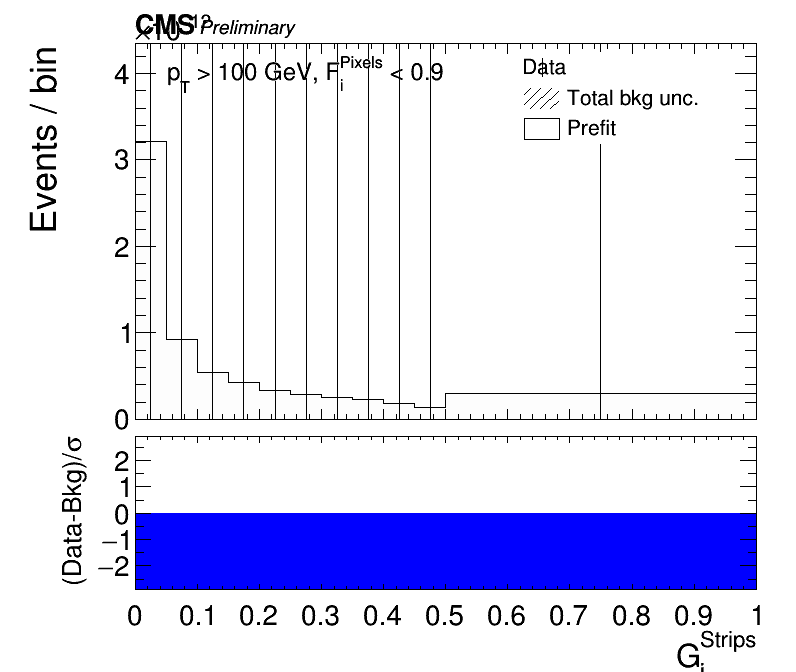 CMS Preliminary
×10^12
p_T > 100 GeV, F_i^Pixels < 0.9
Data
Total bkg unc.
Prefit
Events / bin
4
3
2
1
0
(Data-Bkg)/σ
2
1
0
−1
−2
0 0.1 0.2 0.3 0.4 0.5 0.6 0.7 0.8 0.9 1
G_i^Strips